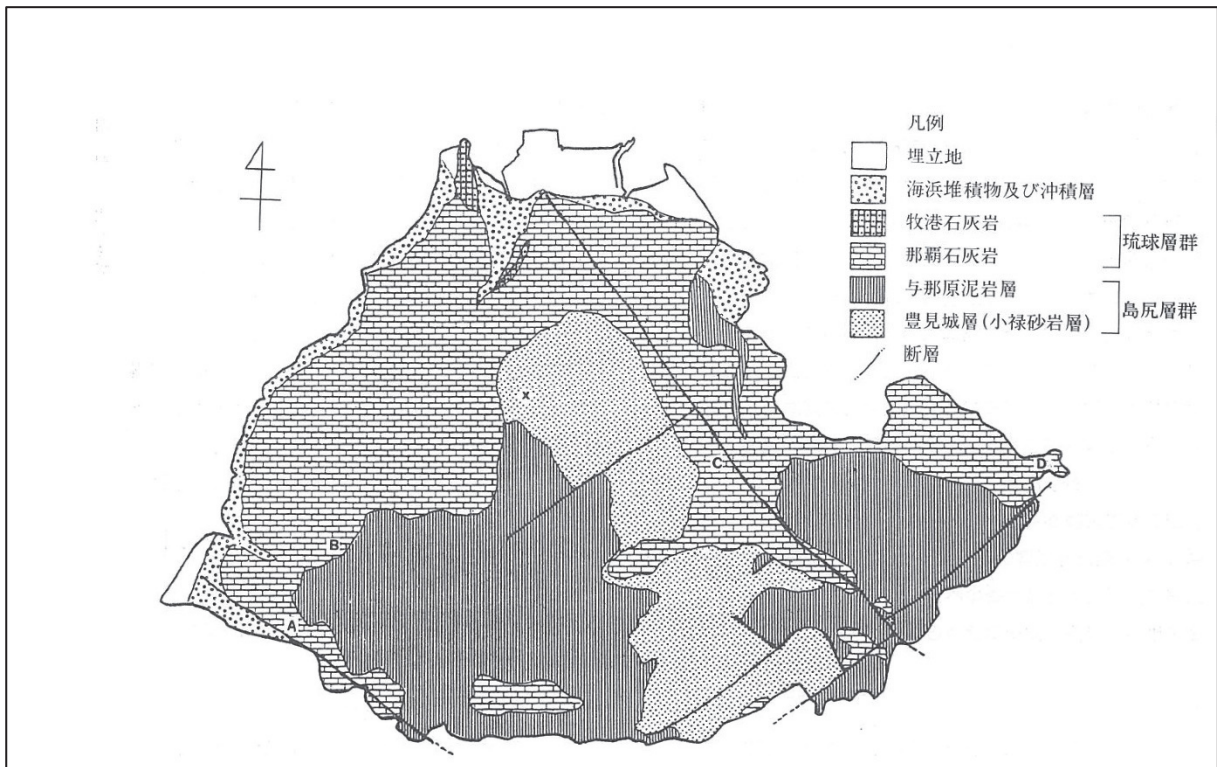 凡例
埋立地
海浜堆積物及び沖積層
牧港石灰岩
那覇石灰岩
琉球層群
与那原泥岩層
豊見城層(小禄砂岩層)
島尻層群
断層
x
C
D
B
A